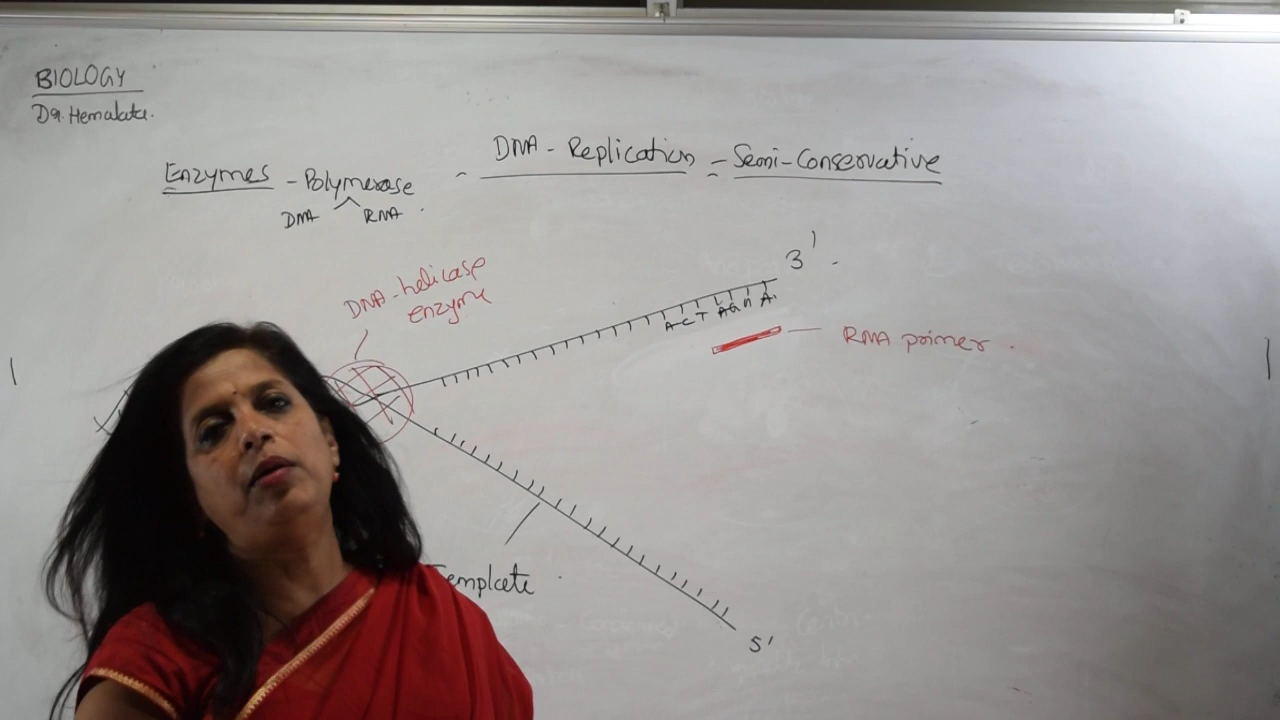 BIOLOGY
Dr. Hemalata.
DNA - Replication - Semi-Conservative
Enzymes - Polymerase
DNA RNA
DNA-helicase
enzyme
3'
A C T A G
RNA primer
Template
5'